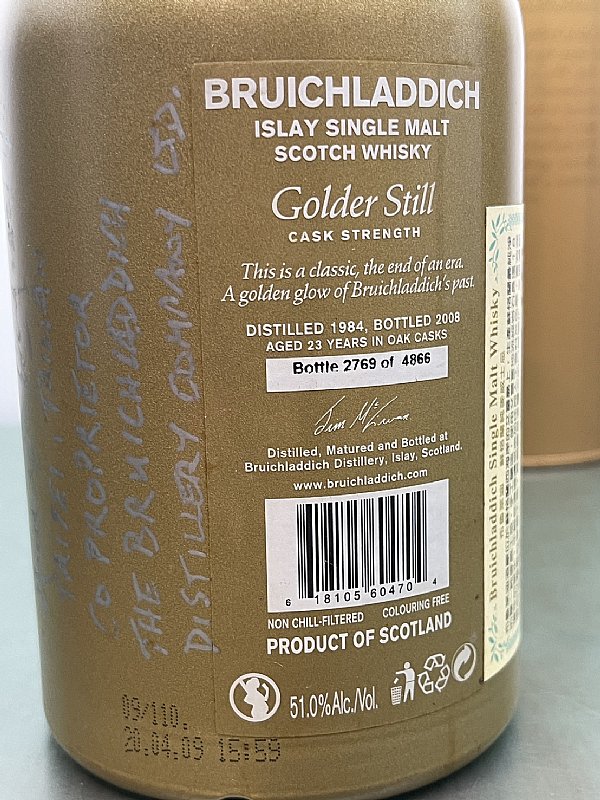 BRUICHLADDICH
ISLAY SINGLE MALT
SCOTCH WHISKY
Golder Still
CASK STRENGTH
This is a classic, the end of an era.
A golden glow of Bruichladdich's past.
DISTILLED 1984, BOTTLED 2008
AGED 23 YEARS IN OAK CASKS
Bottle 2769 of 4866
Jim McEwan
Distilled, Matured and Bottled at
Bruichladdich Distillery, Islay, Scotland.
www.bruichladdich.com
6 18105 60470 4
NON CHILL-FILTERED COLOURING FREE
PRODUCT OF SCOTLAND
51.0%Alc./Vol.
09/110.
20.04.09 15:59
TO PROPRIETOR
THE BRUICHLADDICH
DISTILLERY COMPANY LTD.
Bruichladdich Single Malt Whisky